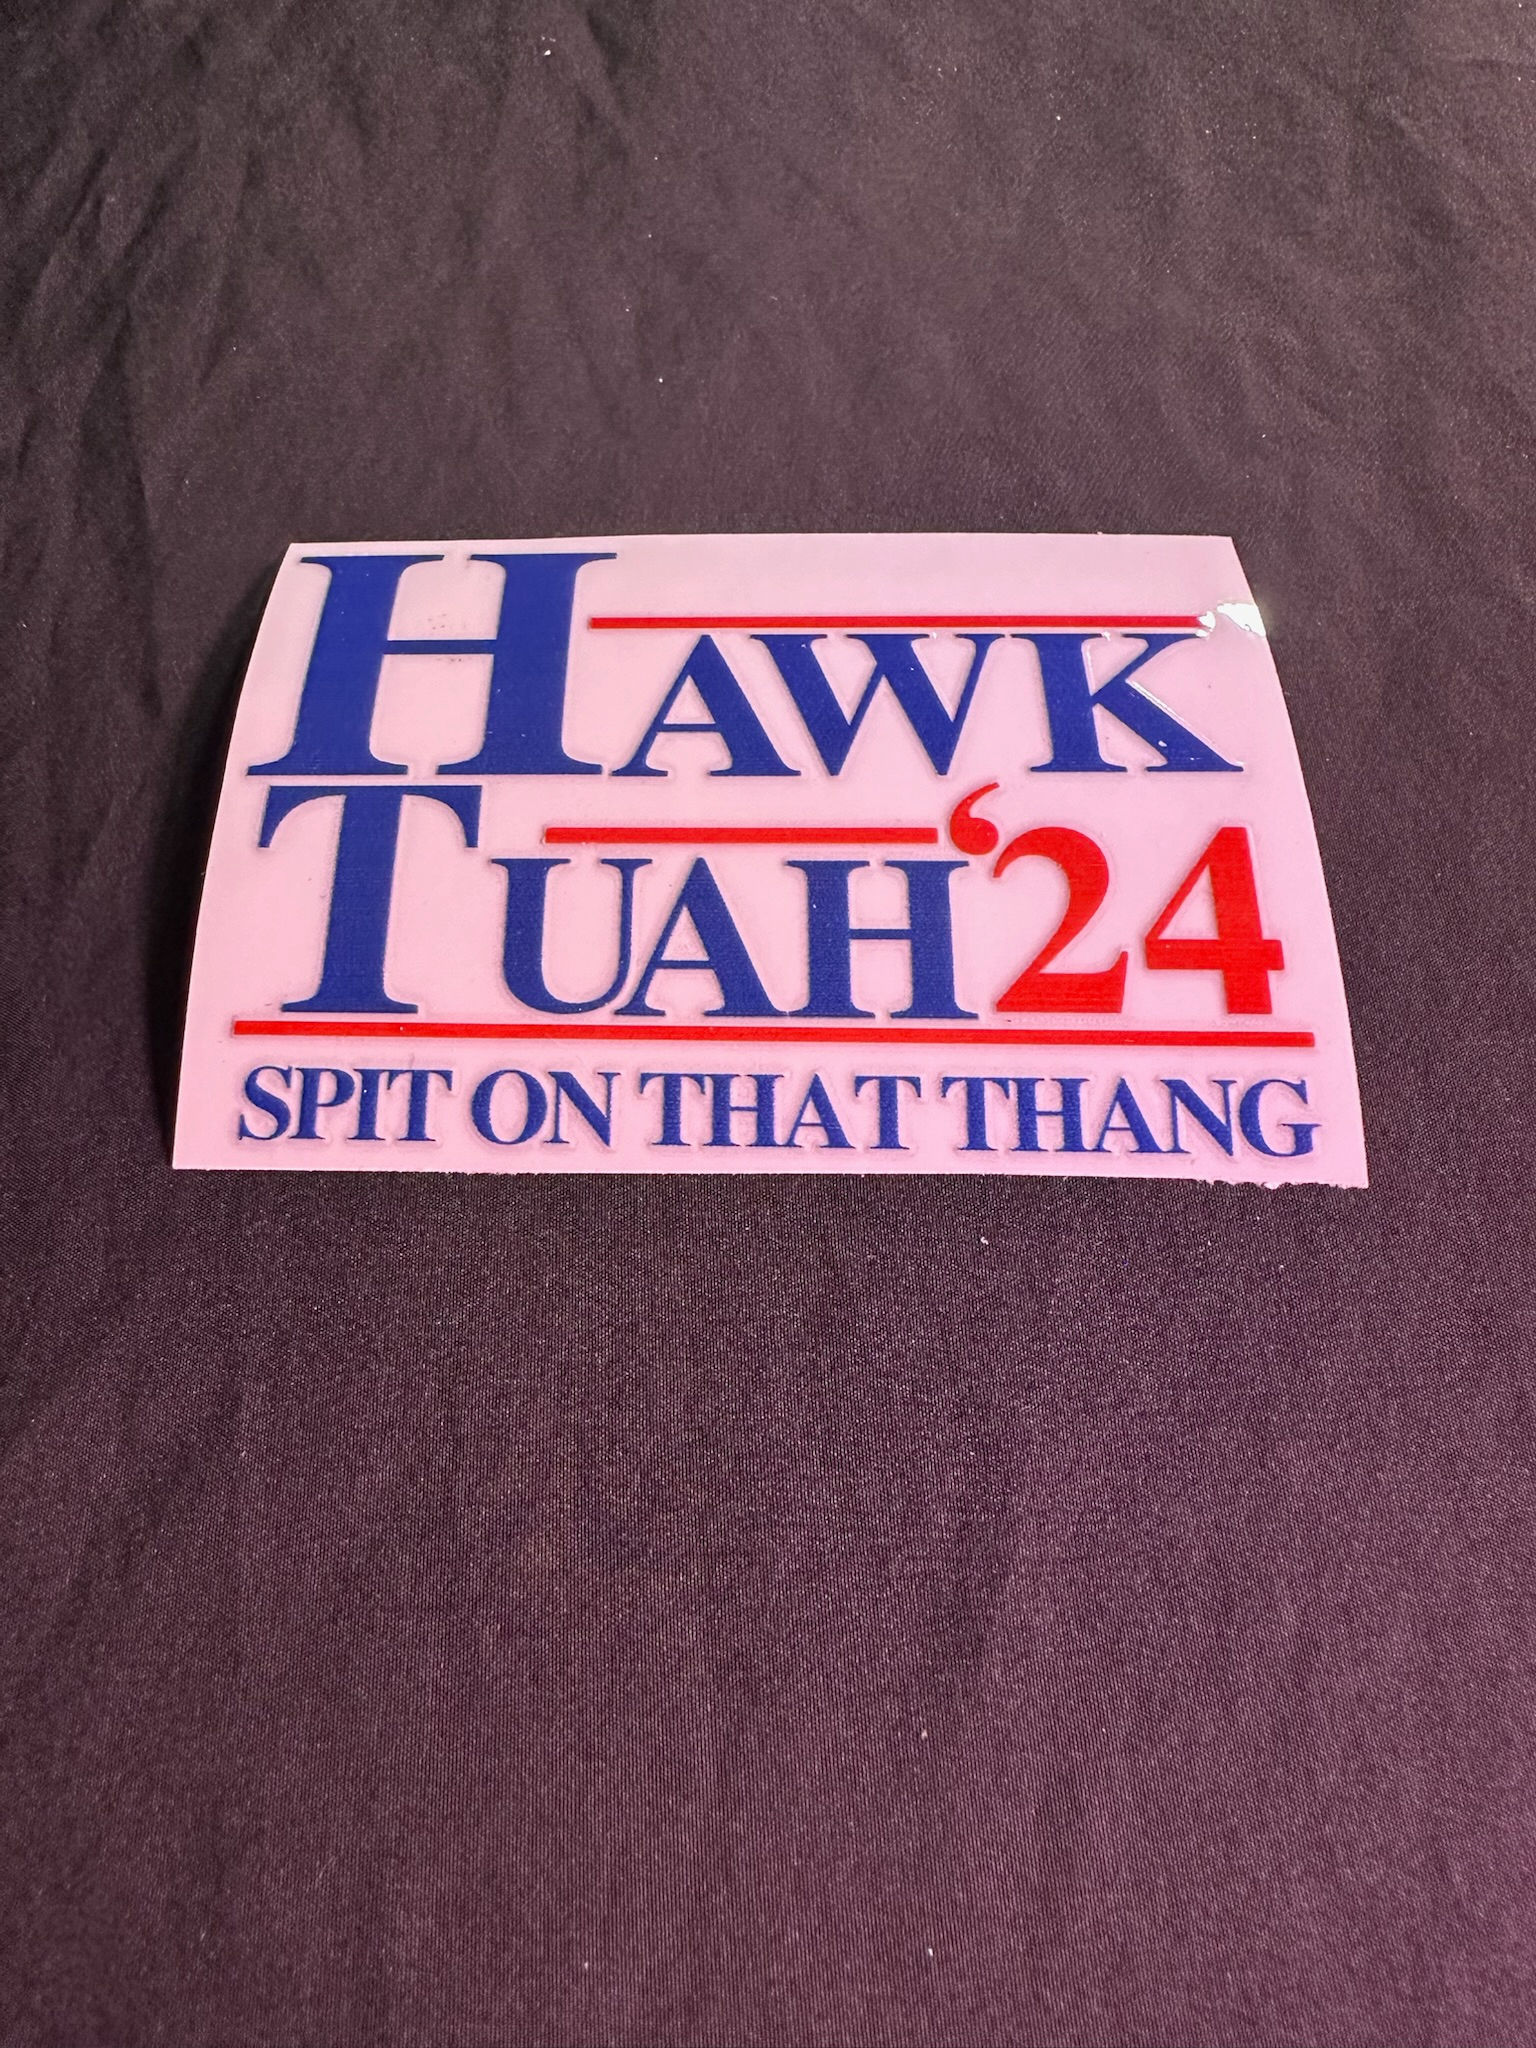 HAWK
TUAH ‘24
SPIT ON THAT THANG